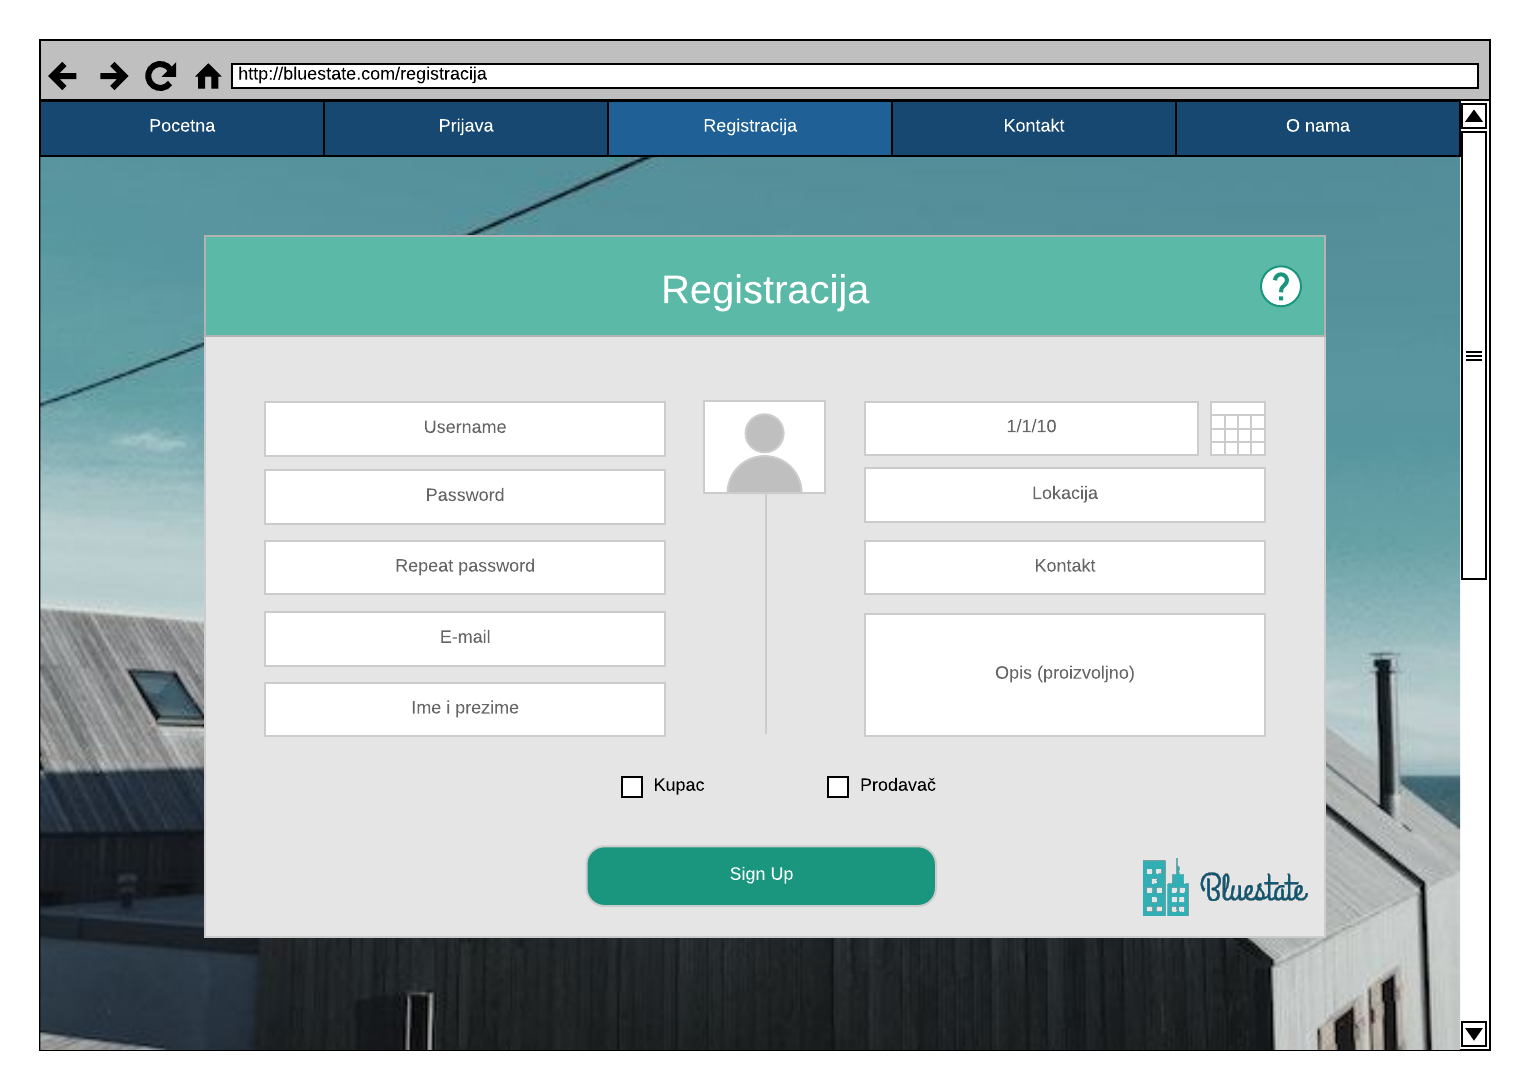 http://bluestate.com/registracija
Pocetna
Prijava
Registracija
Kontakt
O nama
Registracija
?
Username
Password
Repeat password
E-mail
Ime i prezime
1/1/10
Lokacija
Kontakt
Opis (proizvoljno)
Kupac
Prodavač
Sign Up
Bluestate